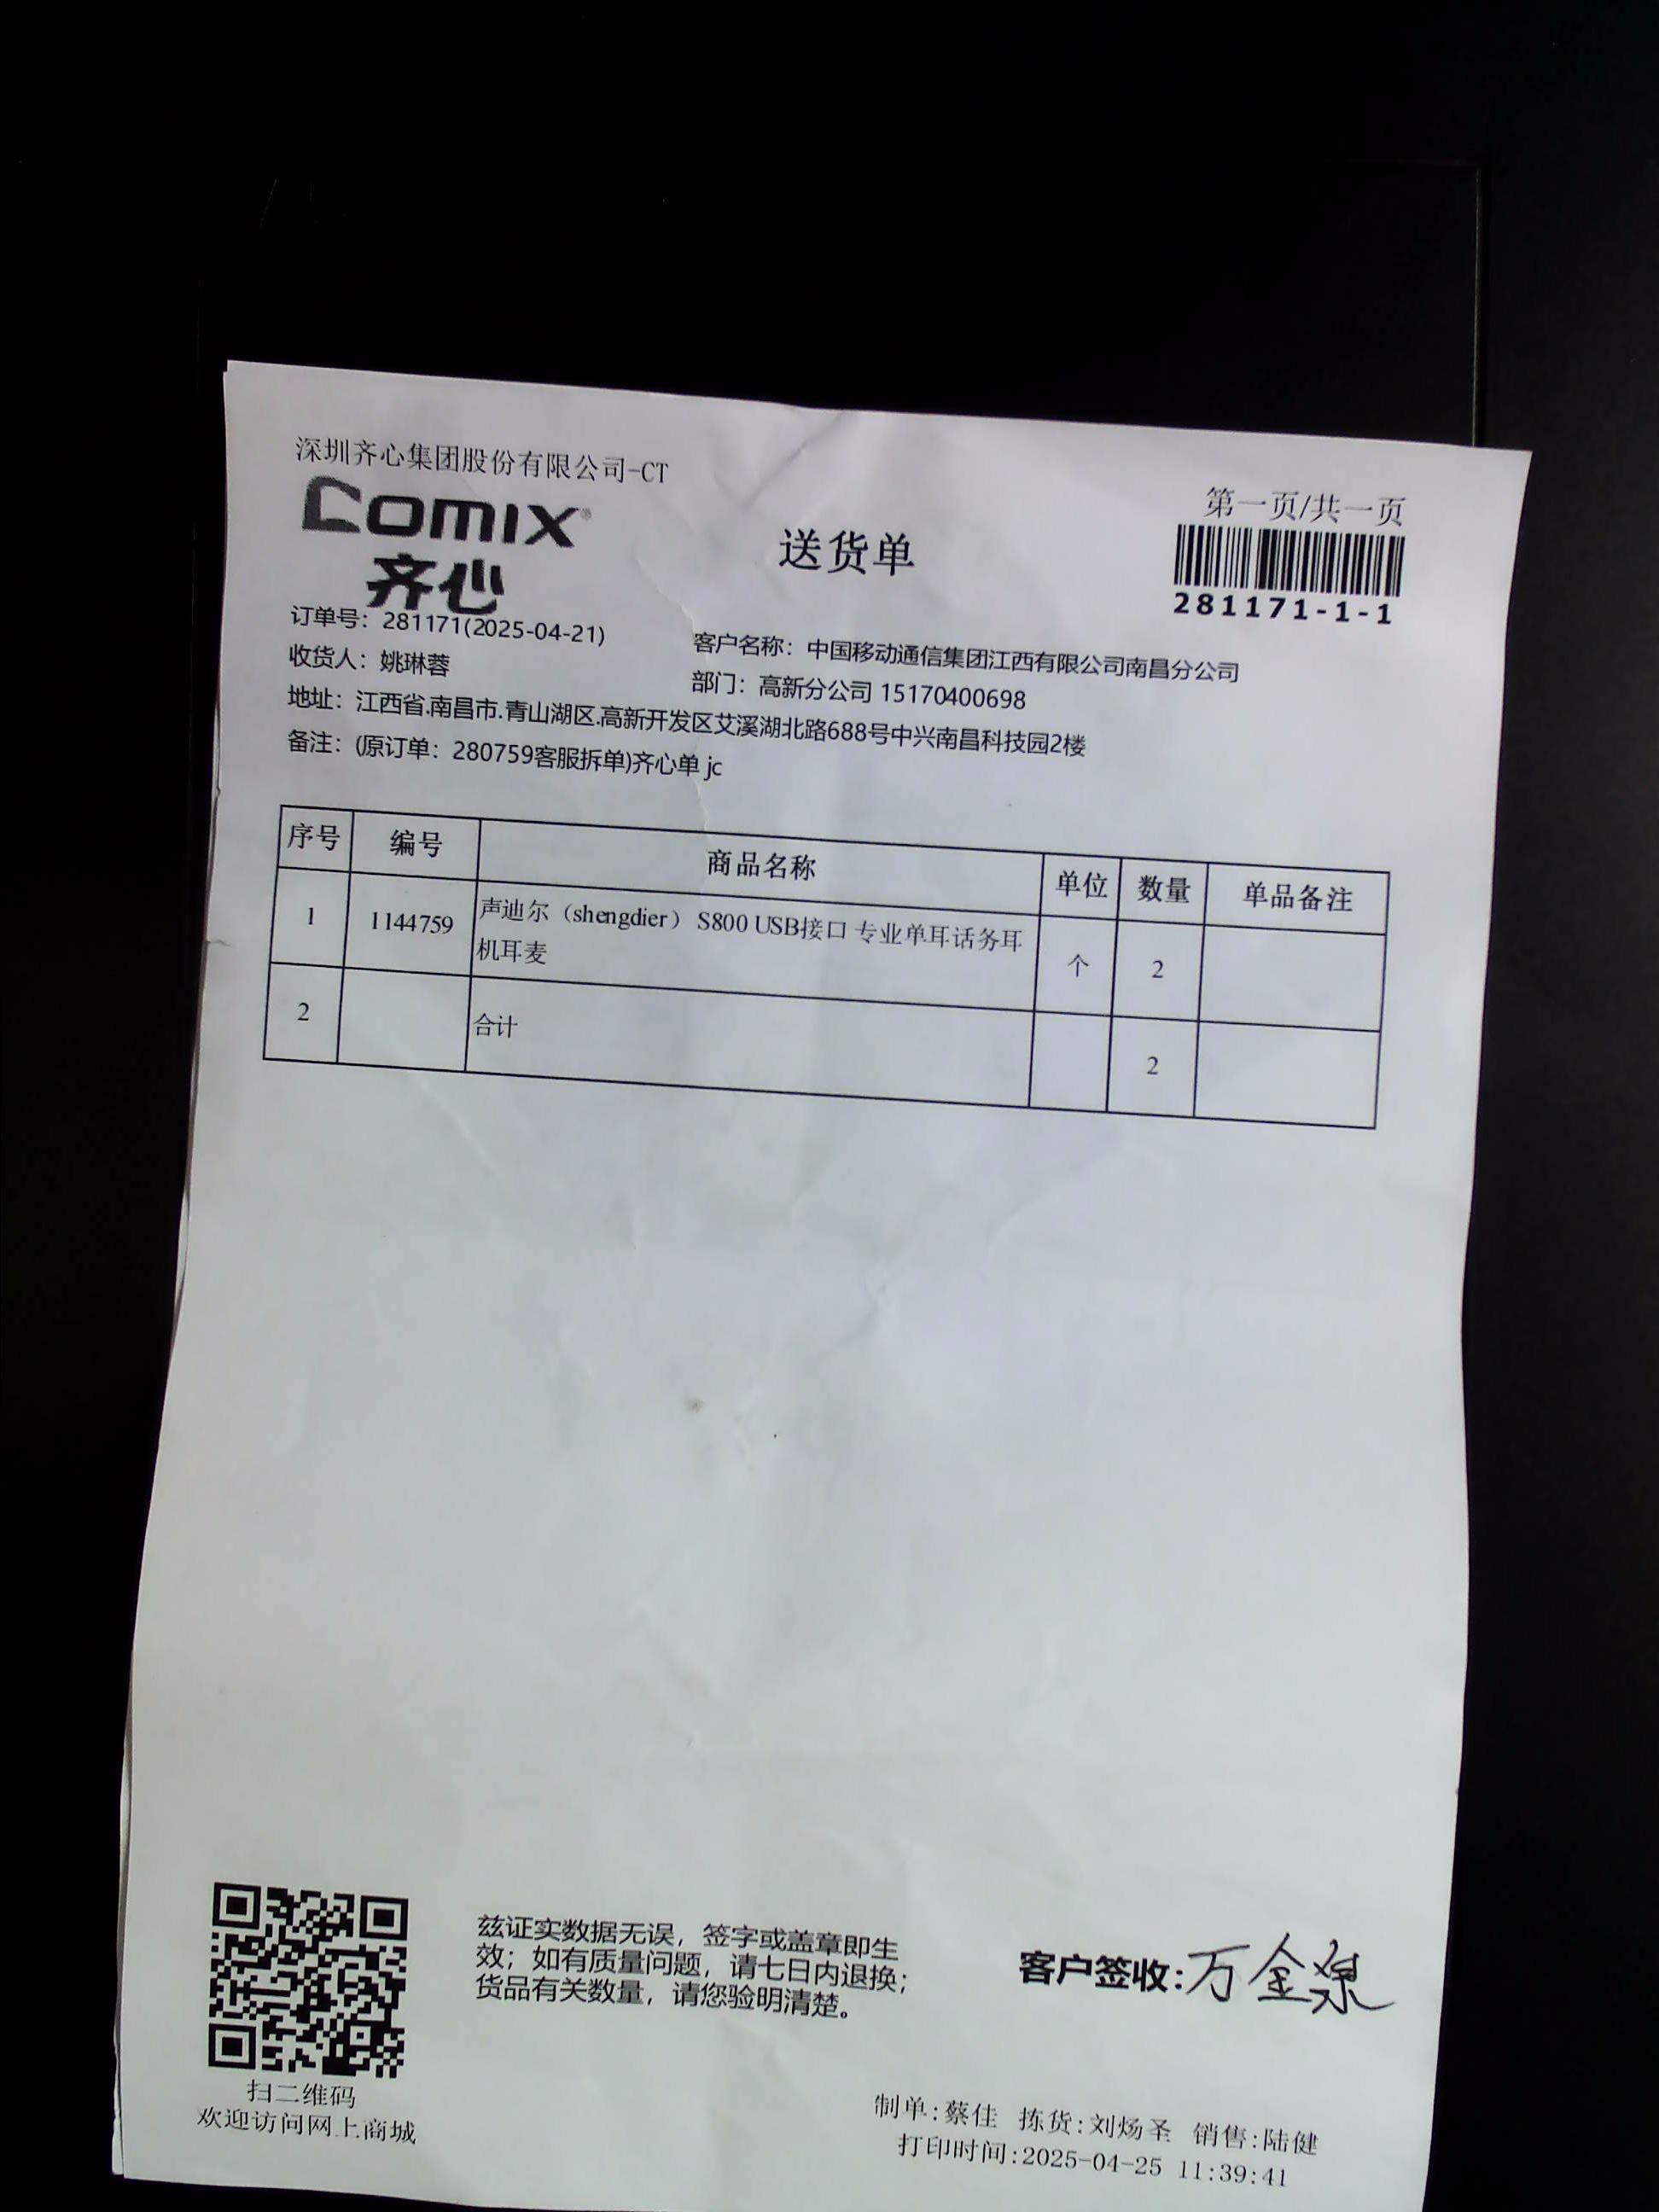 深圳齐心集团股份有限公司-CT
COMIX®
齐心
送货单
第一页/共一页
281171-1-1
订单号：281171(2025-04-21)
客户名称：中国移动通信集团江西有限公司南昌分公司
收货人：姚琳蓉
部门：高新分公司 15170400698
地址：江西省.南昌市.青山湖区.高新开发区艾溪湖北路688号中兴南昌科技园2楼
备注：(原订单：280759客服拆单)齐心单 jc
序号 编号 商品名称 单位 数量 单品备注
1 1144759 声迪尔（shengdier） S800 USB接口 专业单耳话务耳
机耳麦 个 2
2 合计 2
兹证实数据无误，签字或盖章即生
效；如有质量问题，请七日内退换；
货品有关数量，请您验明清楚。
客户签收:万金
扫二维码
欢迎访问网上商城
制单:蔡佳 拣货:刘炀圣 销售:陆健
打印时间:2025-04-25 11:39:41